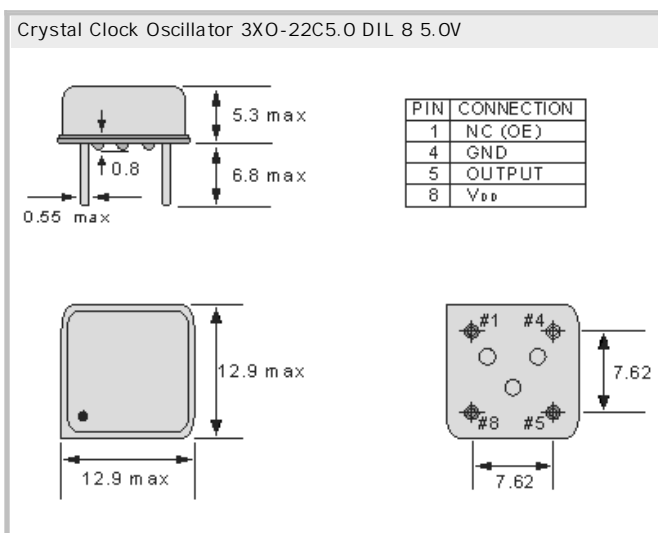 Crystal Clock Oscillator 3XO-22C5.0 DIL 8 5.0V
5.3 max
0.8
6.8 max
0.55 max
PIN CONNECTION
1 NC (OE)
4 GND
5 OUTPUT
8 VDD
12.9 max
12.9 max
#1 #4
#8 #5
7.62
7.62